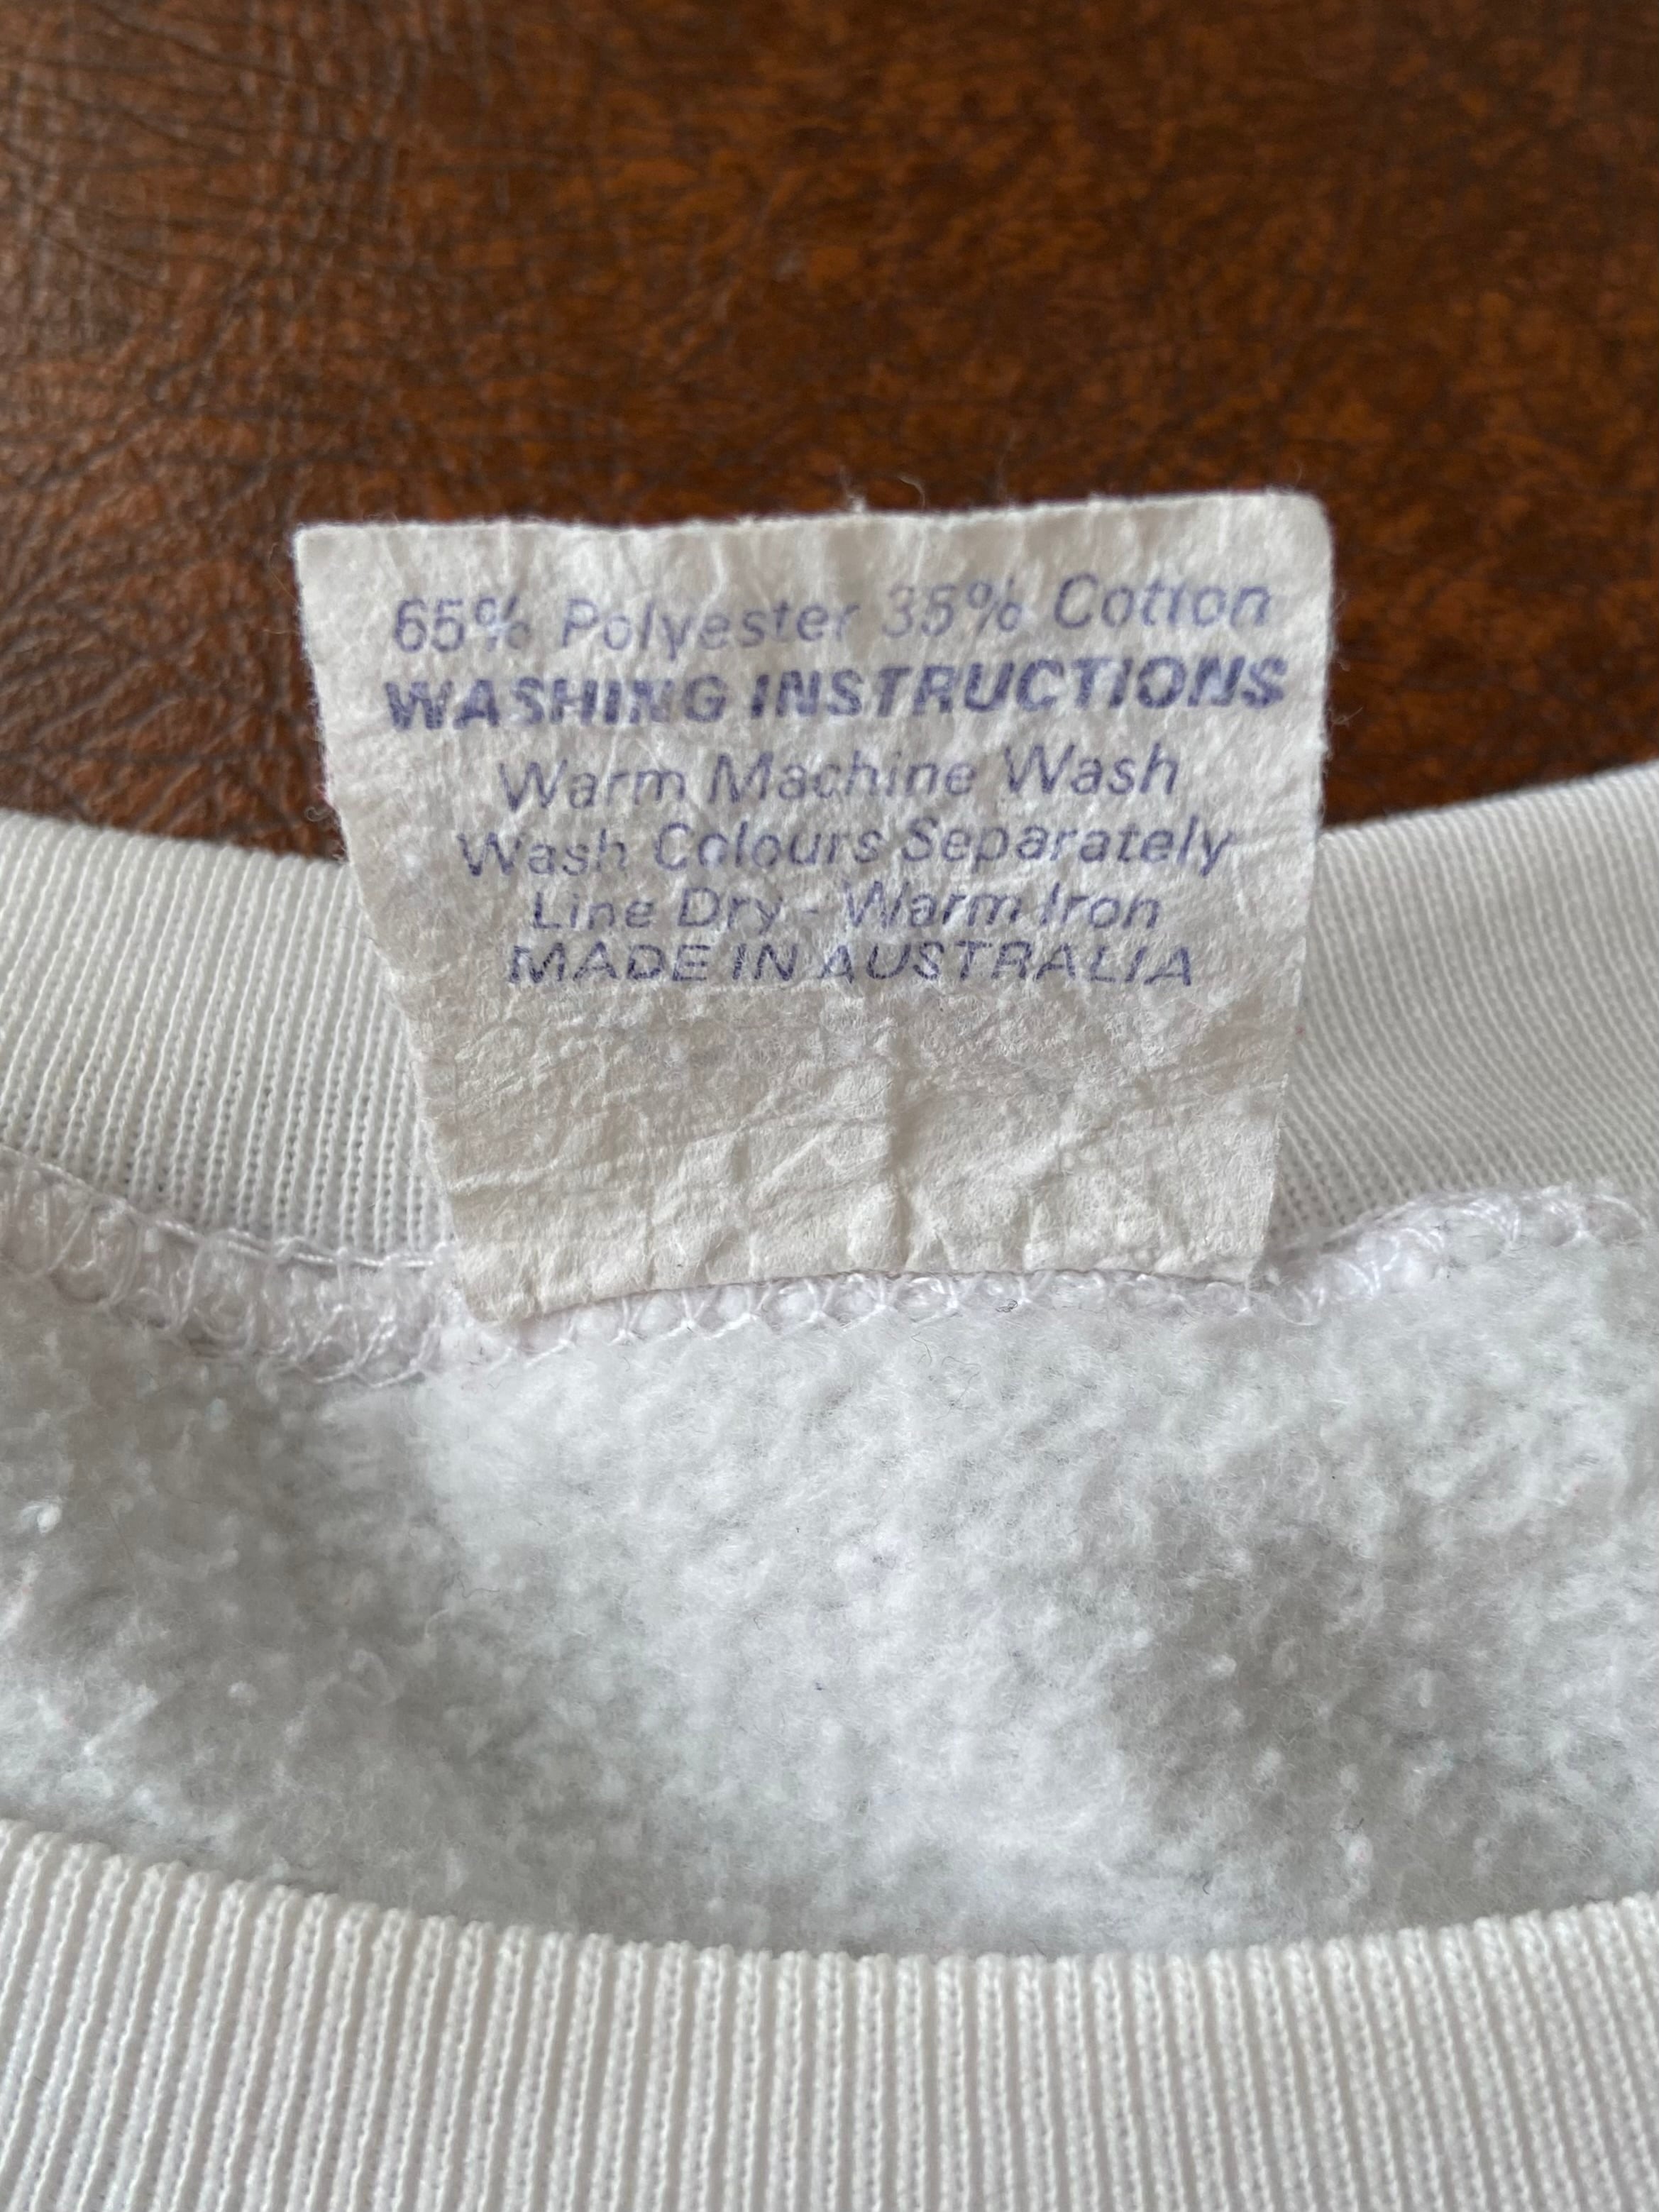 65% Polyester 35% Cotton
WASHING INSTRUCTIONS
Warm Machine Wash
Wash Colours Separately
Line Dry - Warm Iron
MADE IN AUSTRALIA